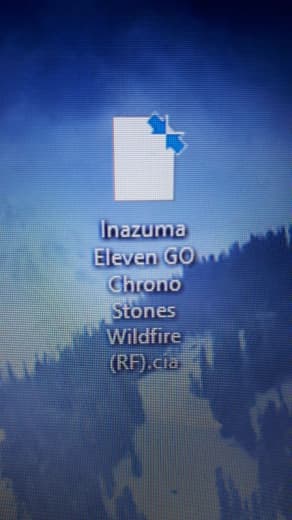 Inazuma
Eleven GO
Chrono
Stones
Wildfire
(RF).cia